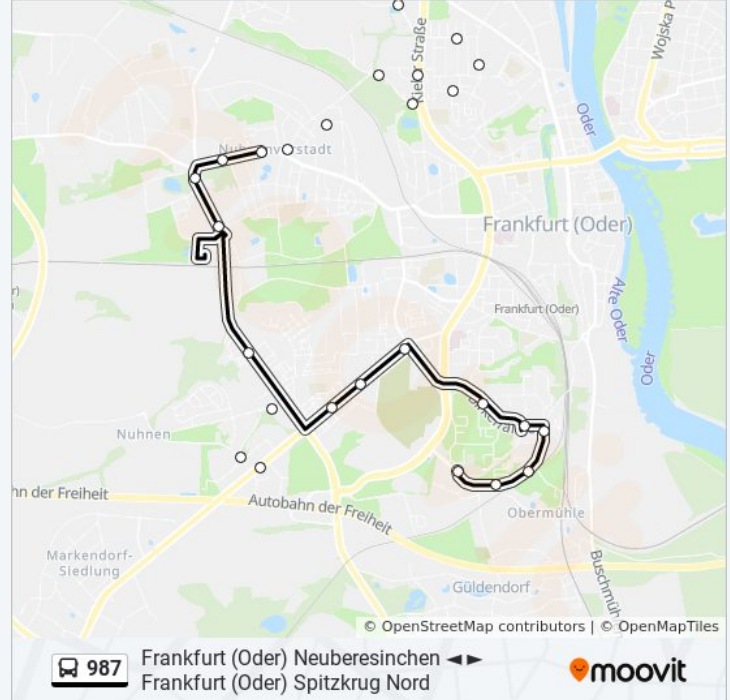 Kieler Straße
Wojska P
Oder
Frankfurt (Oder)
Frankfurt (Oder)
Alte Oder
Oder
Nuhnen
hn der Freiheit
Autobahn der Freiheit
Obermühle
Markendorf-
Siedlung
Güldendorf
Buschmüh
© OpenStreetMap contributors | © OpenMapTiles
987
Frankfurt (Oder) Neuberesinchen ◄ ►
Frankfurt (Oder) Spitzkrug Nord
moovit